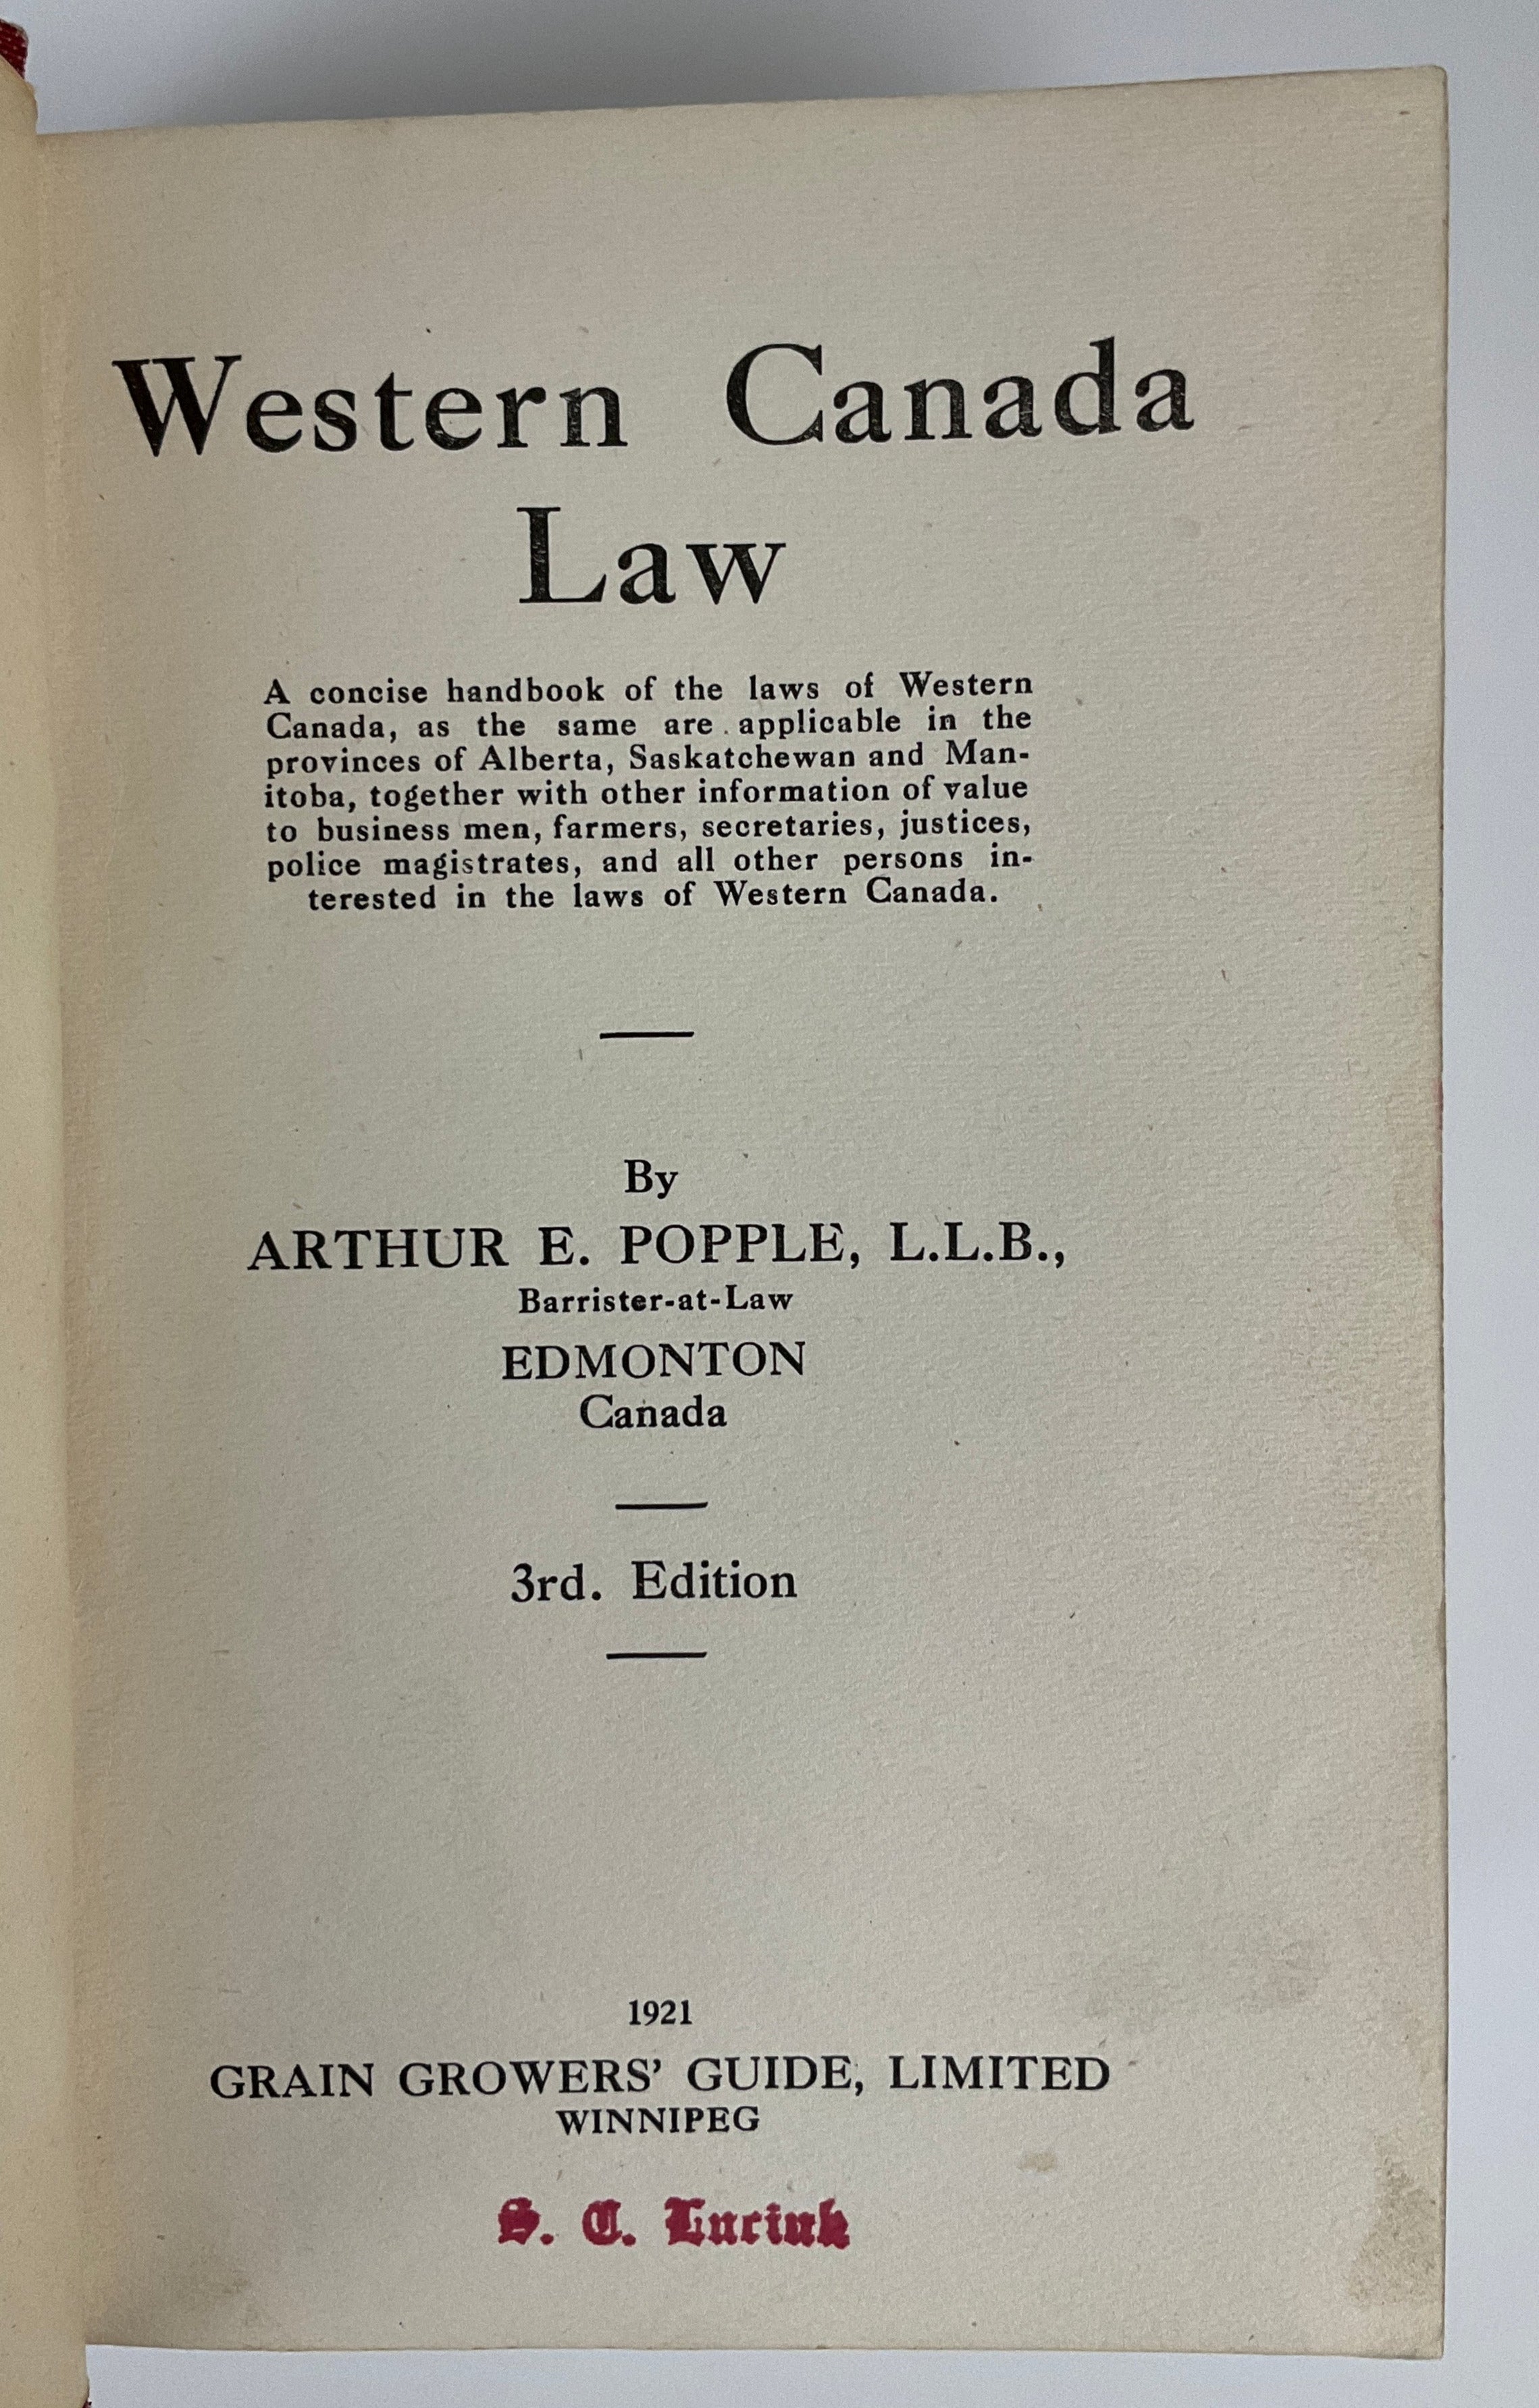 Western Canada
Law
A concise handbook of the laws of Western
Canada, as the same are applicable in the
provinces of Alberta, Saskatchewan and Man-
itoba, together with other information of value
to business men, farmers, secretaries, justices,
police magistrates, and all other persons in-
terested in the laws of Western Canada.
By
ARTHUR E. POPPLE, L.L.B.,
Barrister-at-Law
EDMONTON
Canada
3rd. Edition
1921
GRAIN GROWERS' GUIDE, LIMITED
WINNIPEG
S. C. Luciuk